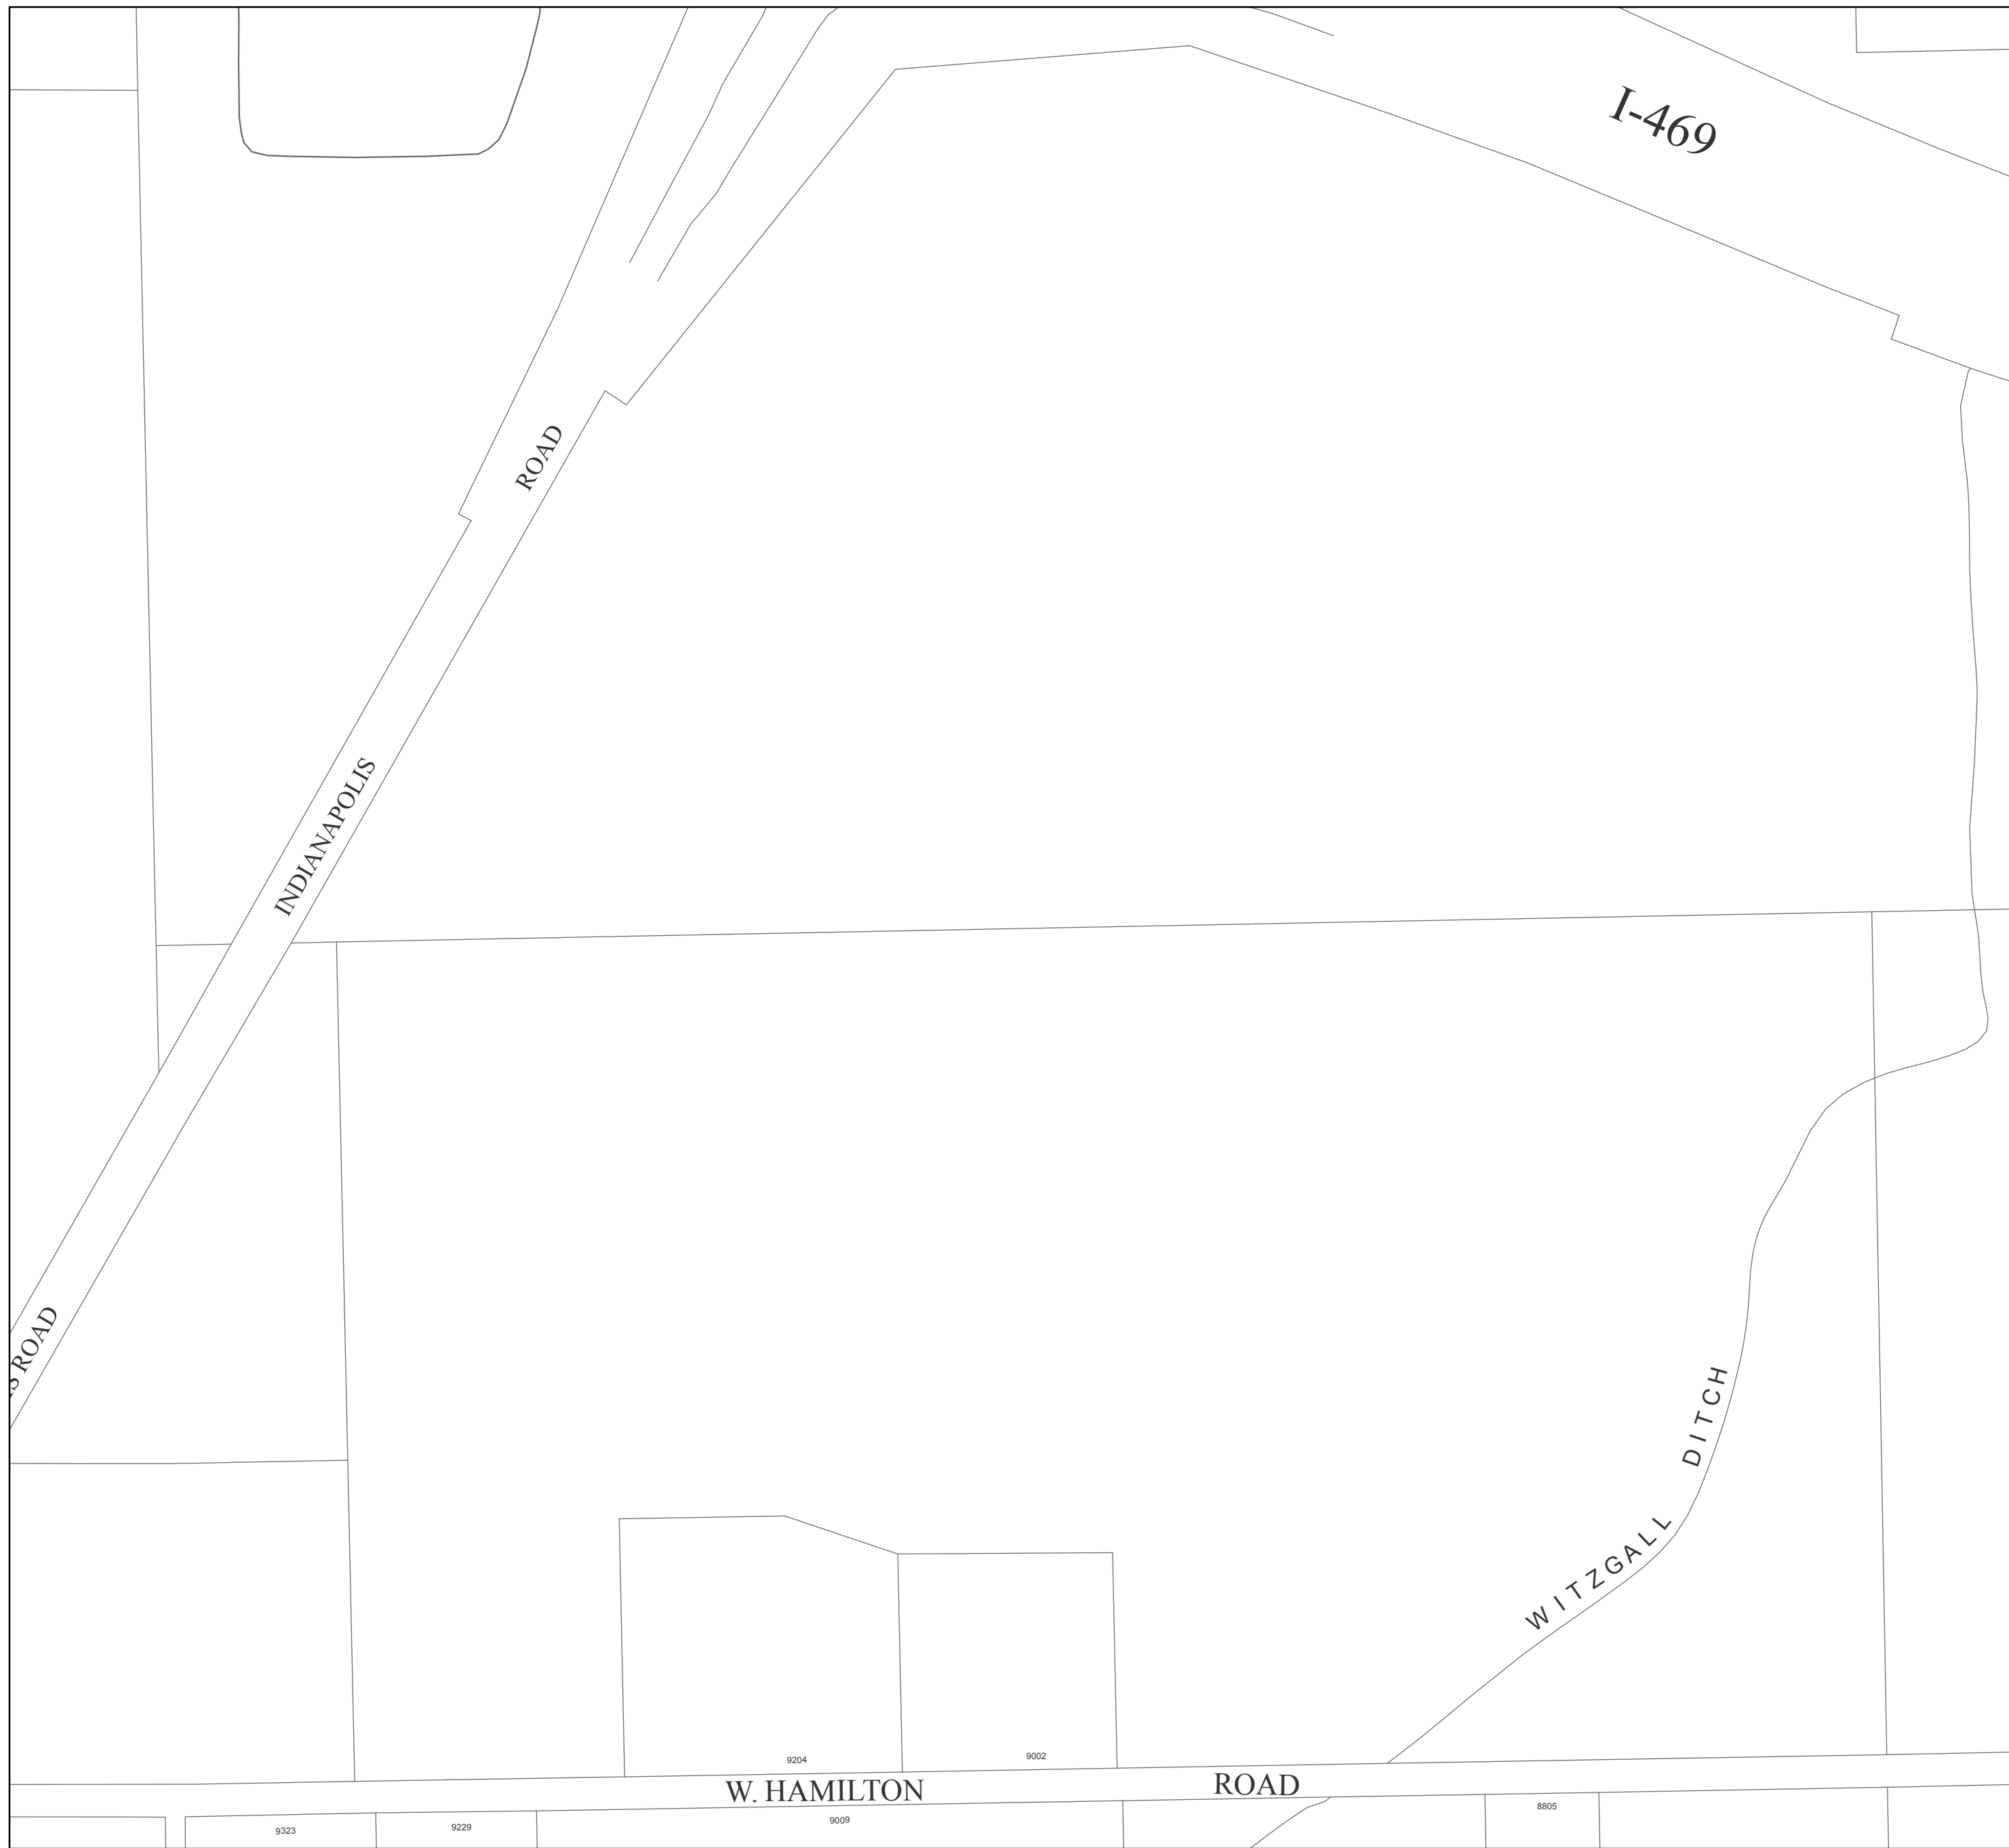 I-469
ROAD
INDIANAPOLIS
S ROAD
DITCH
WITZGALL
9204
9002
W. HAMILTON ROAD
9323
9229
9009
8805